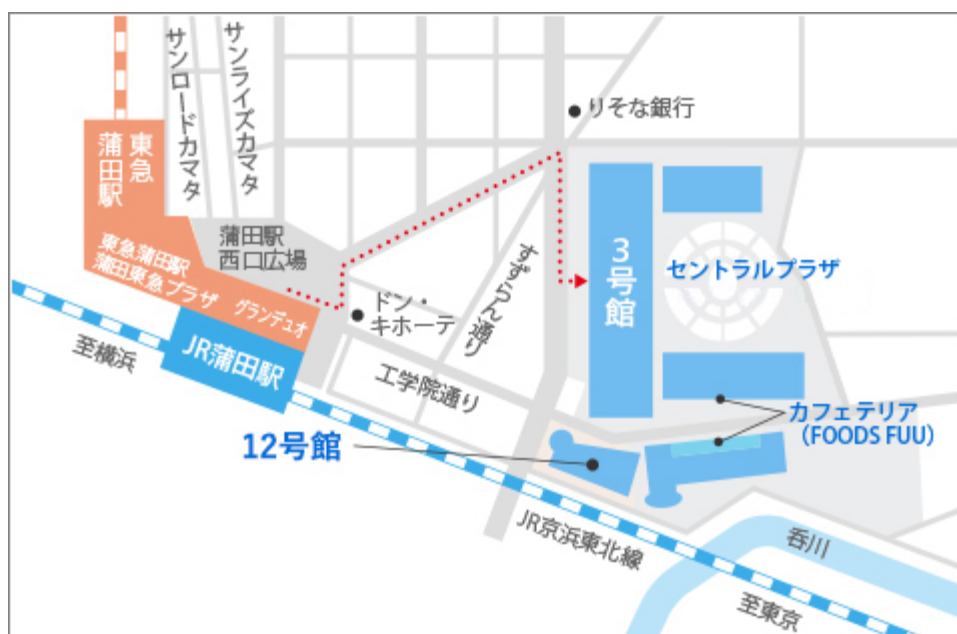 サンロードカマタ
サンライズカマタ
りそな銀行
東急
蒲田駅
蒲田駅
西口広場
東急蒲田駅
蒲田東急プラザ
グランデュオ
3号館
セントラルプラザ
すずらん通り
ドン・
キホーテ
至横浜
JR蒲田駅
工学院通り
カフェテリア
(FOODS FUU)
12号館
JR京浜東北線
呑川
至東京